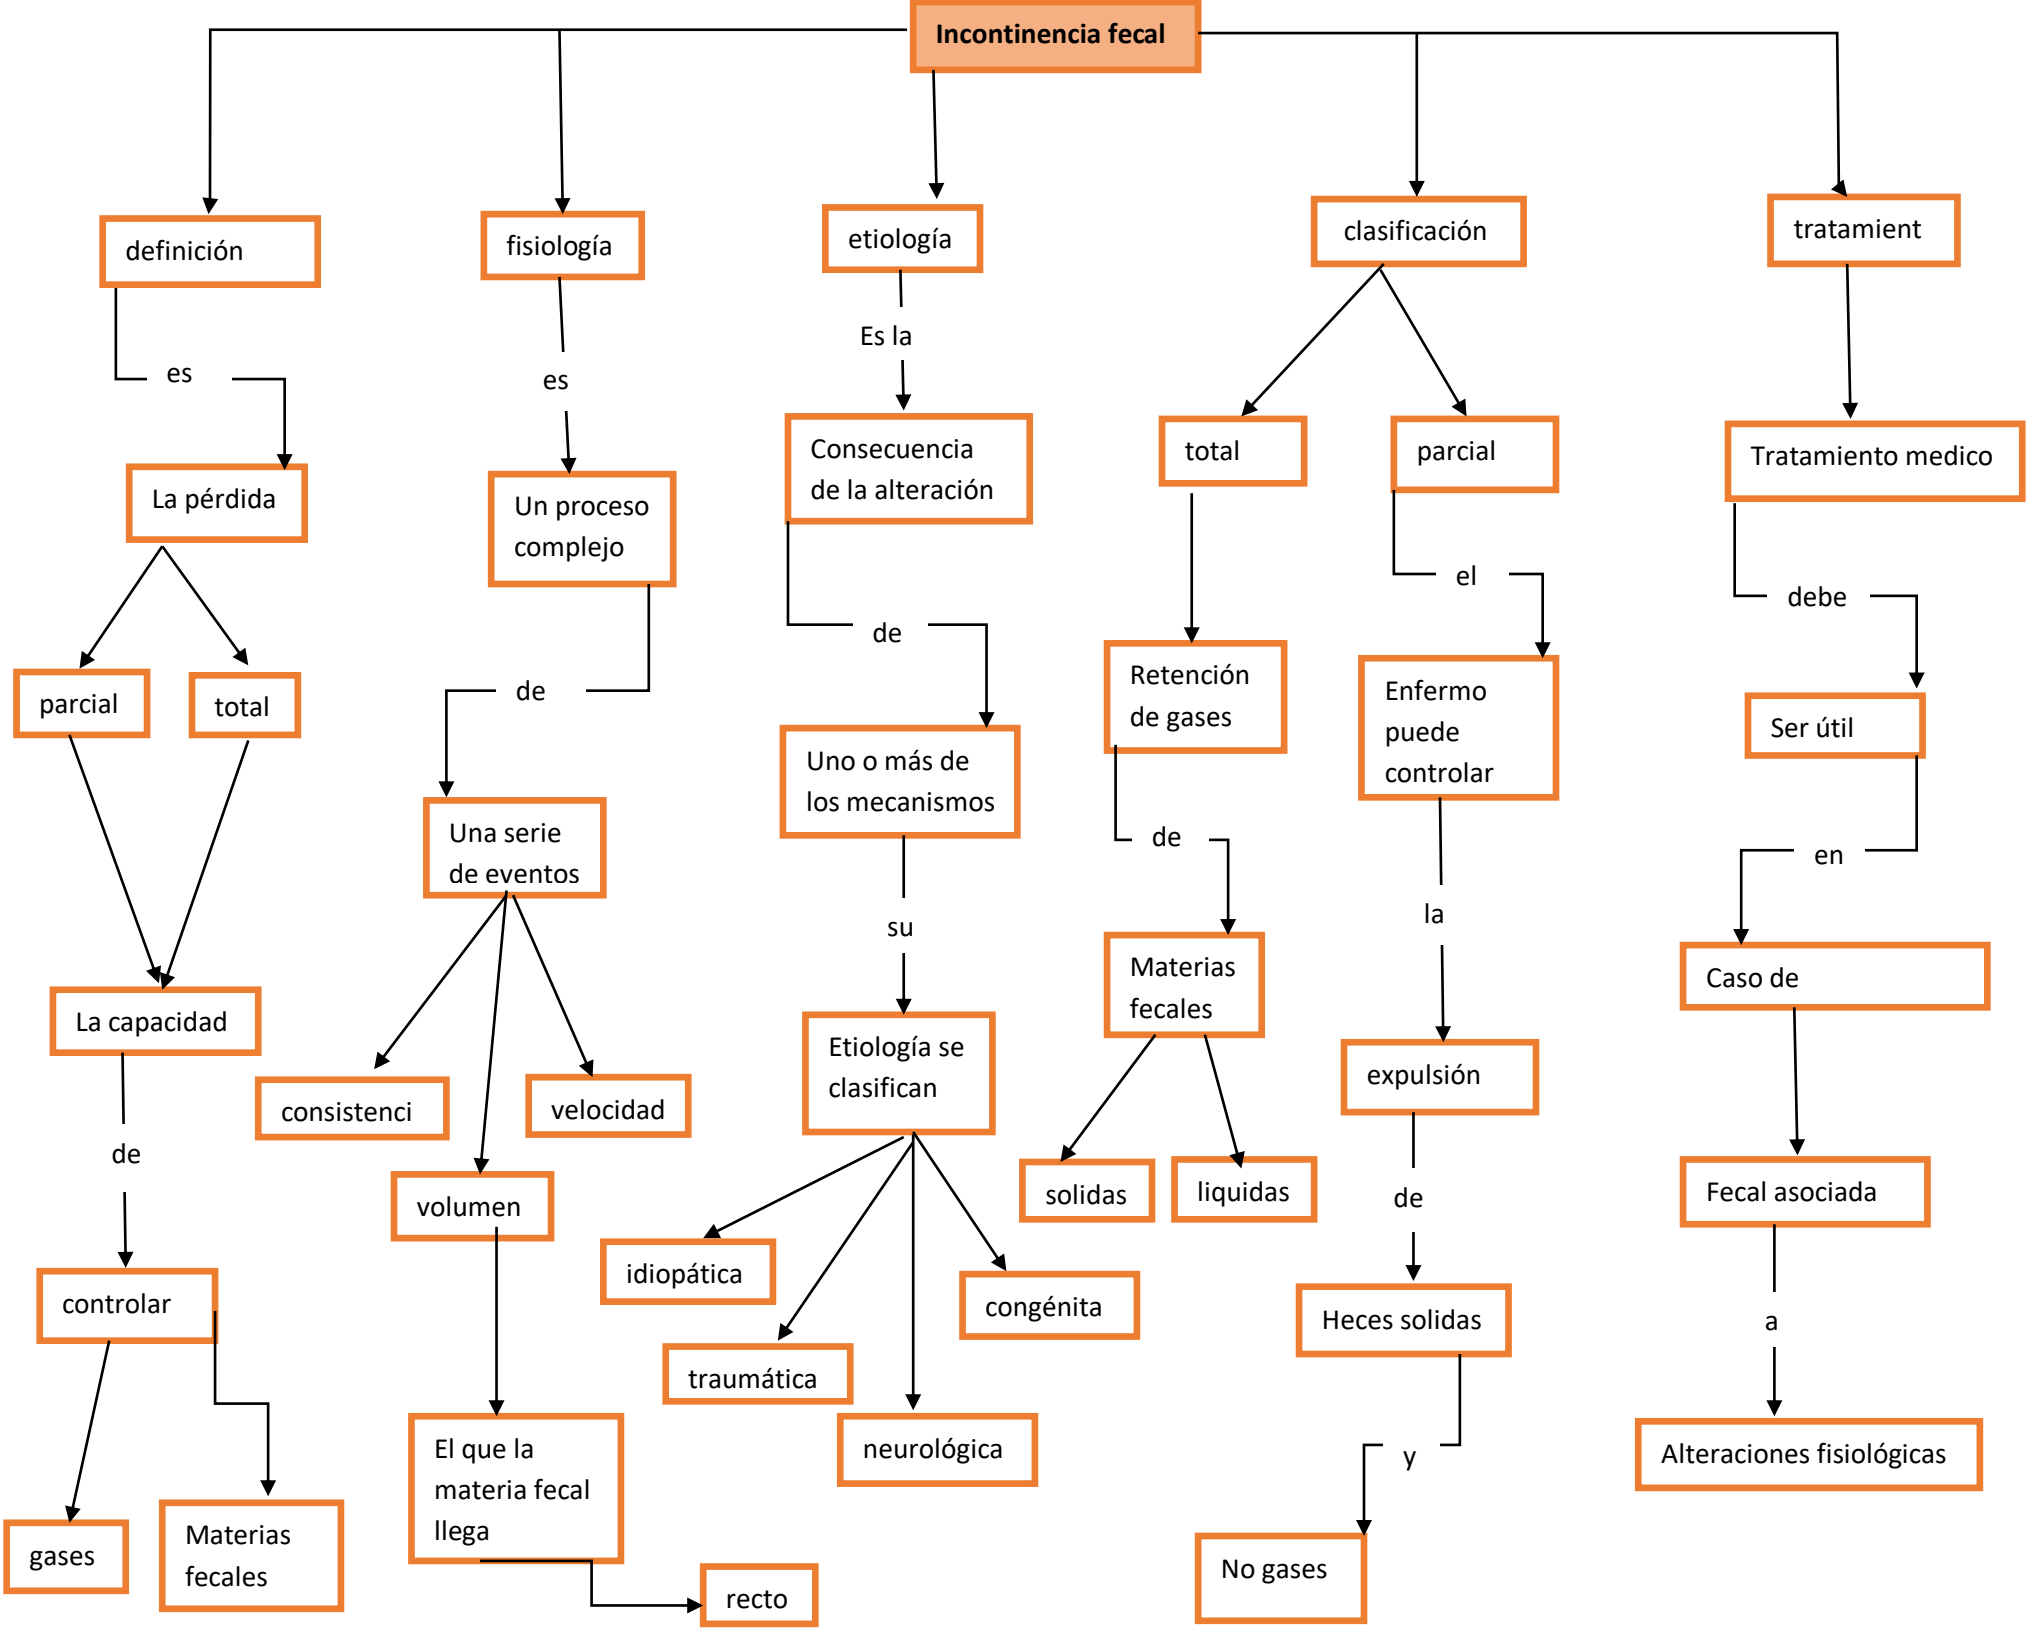 Incontinencia fecal
definición
es
La pérdida
parcial
total
La capacidad
de
controlar
gases
Materias
fecales
fisiología
es
Un proceso
complejo
de
Una serie
de eventos
consistenci
velocidad
volumen
El que la
materia fecal
llega
recto
etiología
Es la
Consecuencia
de la alteración
de
Uno o más de
los mecanismos
su
Etiología se
clasifican
idiopática
traumática
neurológica
congénita
clasificación
total
Retención
de gases
de
Materias
fecales
solidas
liquidas
parcial
el
Enfermo
puede
controlar
la
expulsión
de
Heces solidas
y
No gases
tratamient
Tratamiento medico
debe
Ser útil
en
Caso de
Fecal asociada
a
Alteraciones fisiológicas